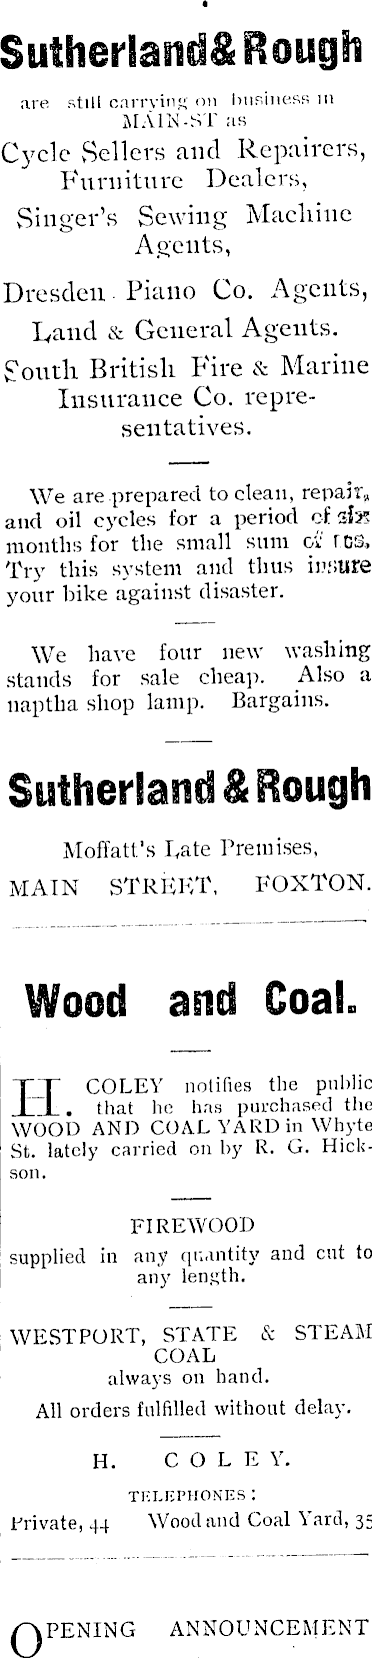 Sutherland & Rough
are still carrying on business in
MAIN-ST as
Cycle Sellers and Repairers,
Furniture Dealers,
Singer's Sewing Machine
Agents,
Dresden Piano Co. Agents,
Land & General Agents.
South British Fire & Marine
Insurance Co. repre-
sentatives.
We are prepared to clean, repair,
and oil cycles for a period of six
months for the small sum of
Try this system and thus insure
your bike against disaster.
We have four new washing
stands for sale cheap. Also a
naptha shop lamp. Bargains.
Sutherland & Rough
Moffatt's Late Premises,
MAIN STREET, FOXTON.
Wood and Coal.
H. COLEY notifies the public
that he has purchased the
WOOD AND COAL YARD in Whyte
St. lately carried on by R. G. Hick-
son.
FIREWOOD
supplied in any quantity and cut to
any length.
WESTPORT, STATE & STEAM
COAL
always on hand.
All orders fulfilled without delay.
H. COLEY.
TELEPHONES:
Private, 44 Wood and Coal Yard, 35
OPENING ANNOUNCEMENT